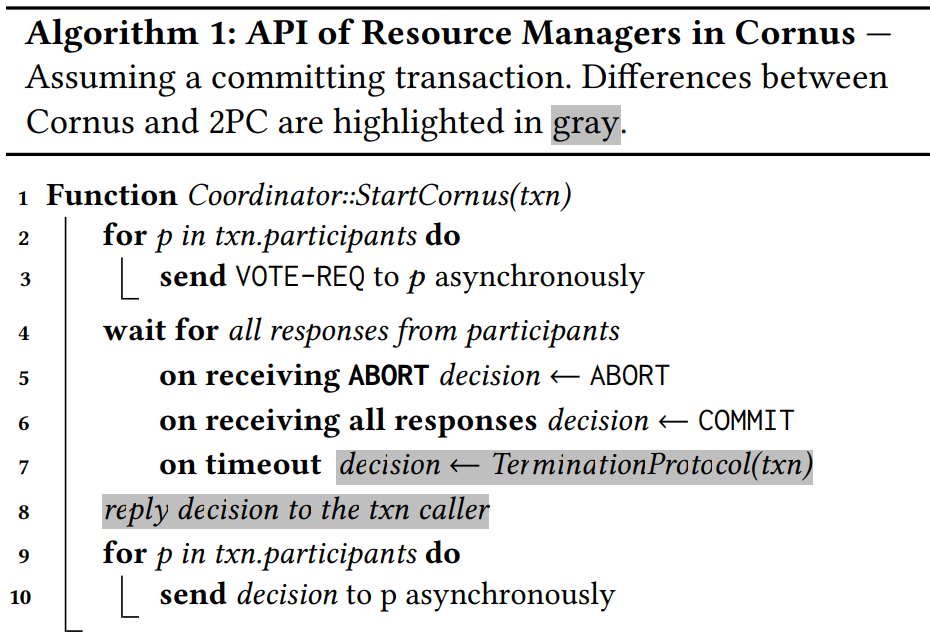 Algorithm 1: API of Resource Managers in Cornus —
Assuming a committing transaction. Differences between
Cornus and 2PC are highlighted in gray.
1 Function Coordinator::StartCornus(txn)
2 for p in txn.participants do
3 send VOTE-REQ to p asynchronously
4 wait for all responses from participants
5 on receiving ABORT decision ← ABORT
6 on receiving all responses decision ← COMMIT
7 on timeout decision ← TerminationProtocol(txn)
8 reply decision to the txn caller
9 for p in txn.participants do
10 send decision to p asynchronously